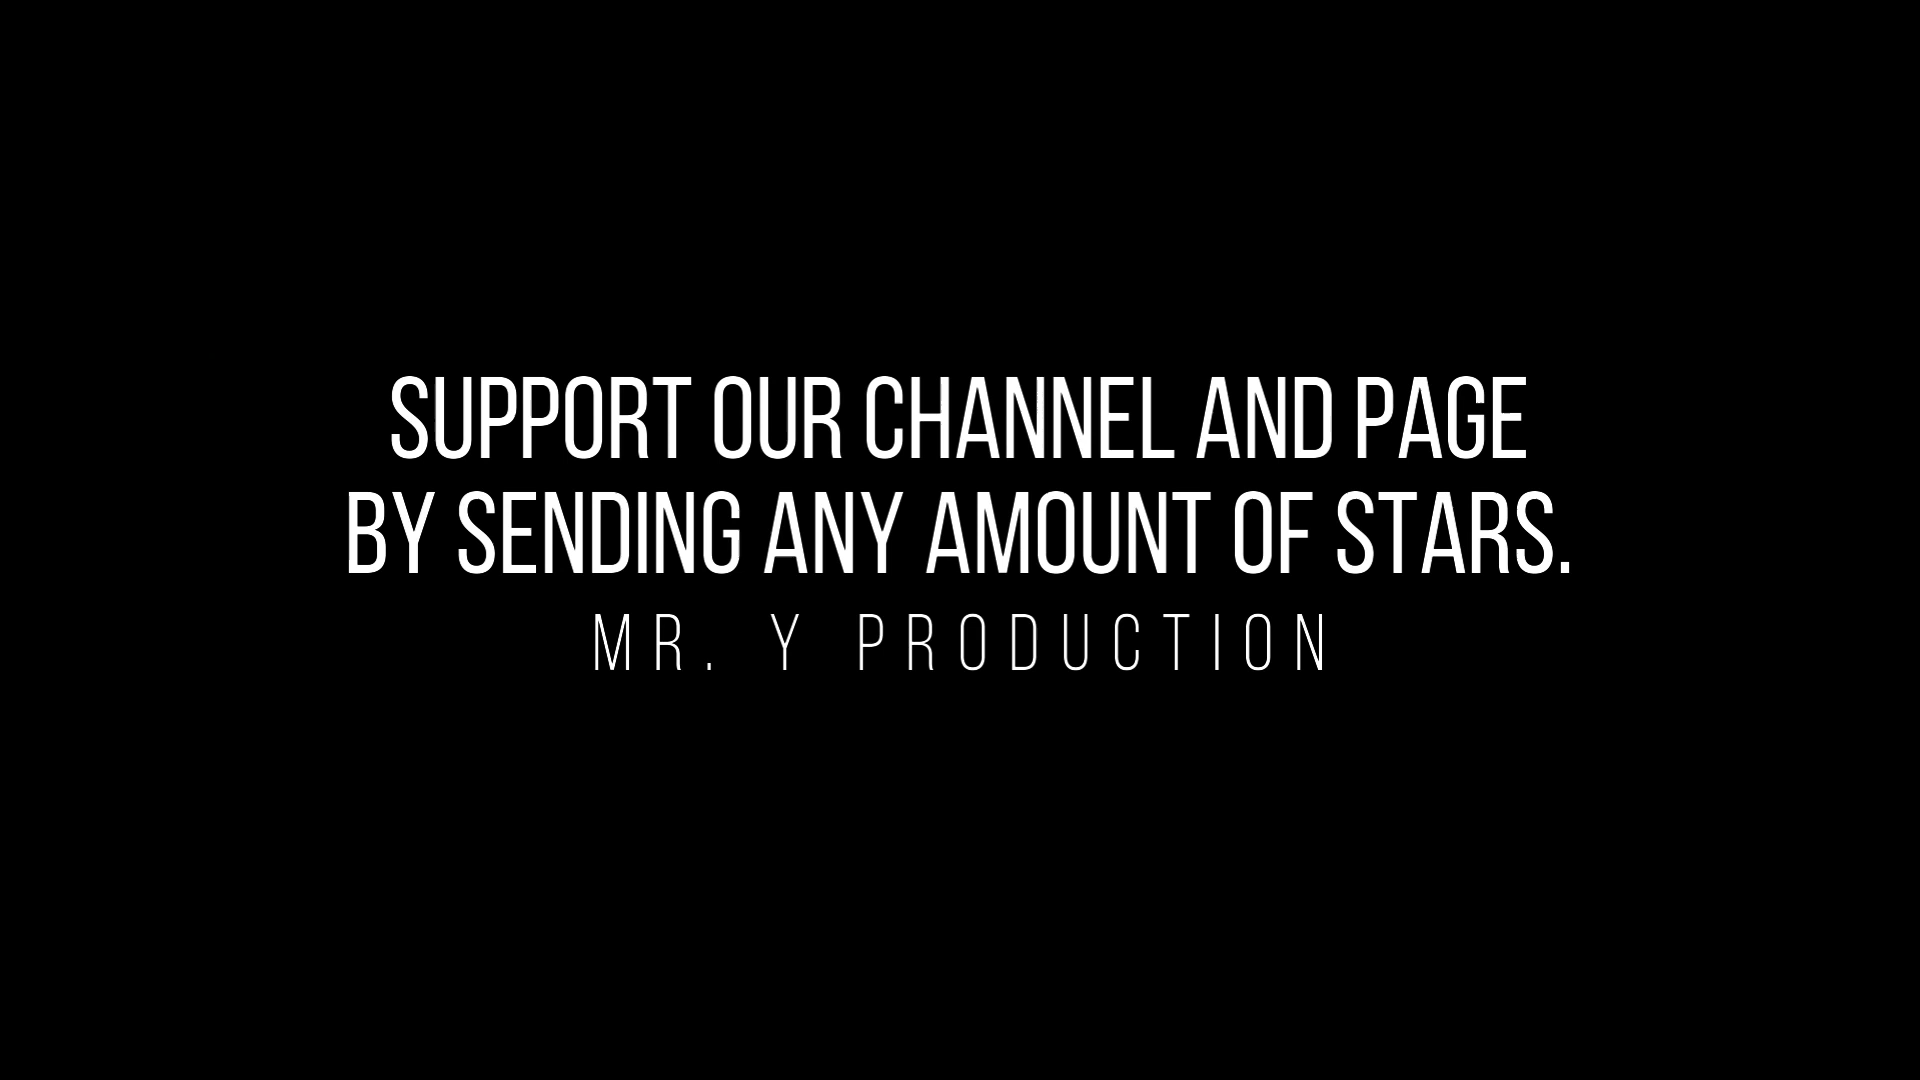 SUPPORT OUR CHANNEL AND PAGE
BY SENDING ANY AMOUNT OF STARS.
MR. Y PRODUCTION